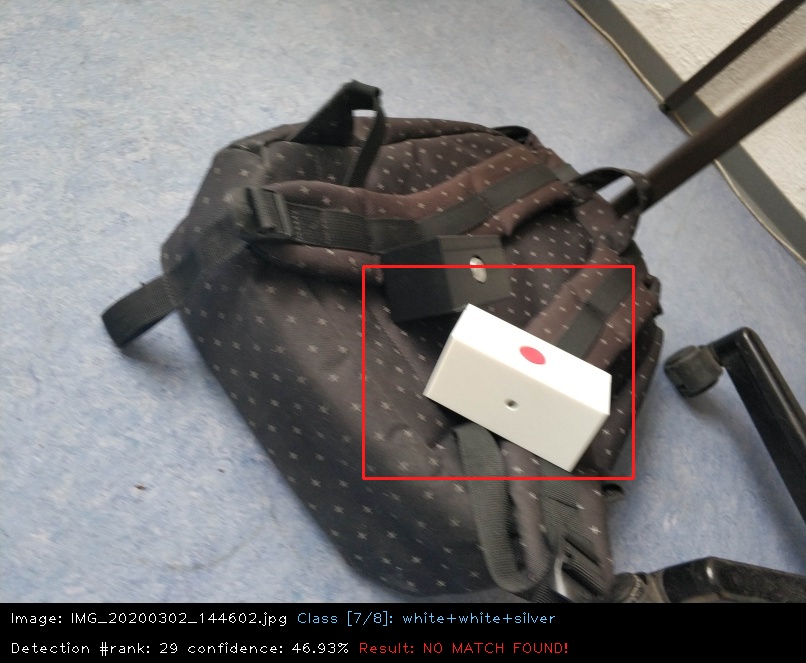 Image: IMG_20200302_144602.jpg Class [7/8]: white+white+silver
Detection #rank: 29 confidence: 46.93% Result: NO MATCH FOUND!